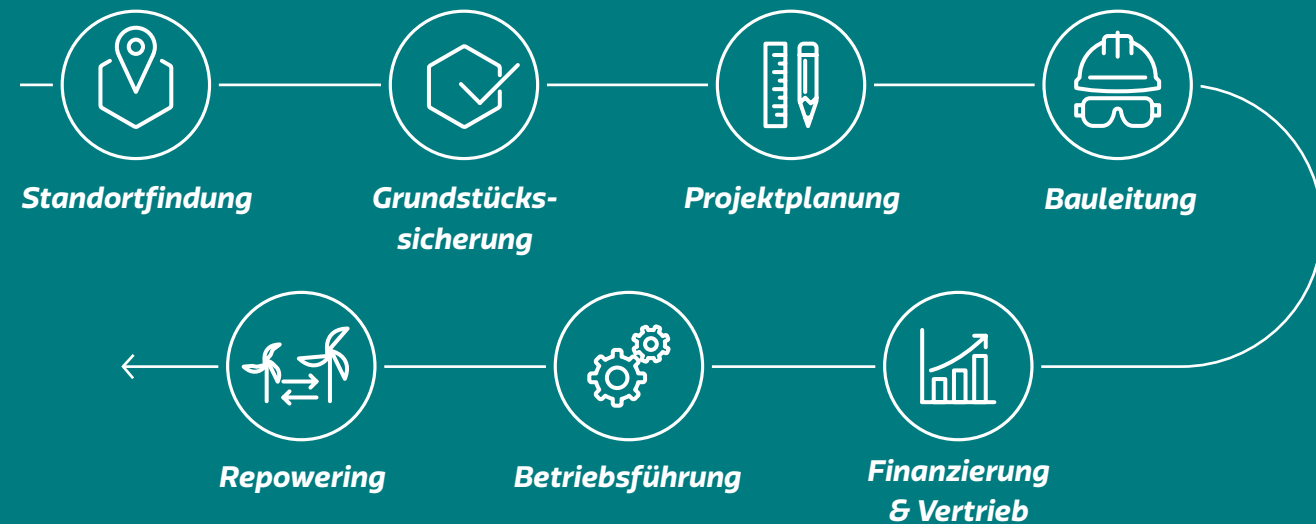 Standortfindung
Grundstücks-
sicherung
Projektplanung
Bauleitung
Repowering
Betriebsführung
Finanzierung
& Vertrieb